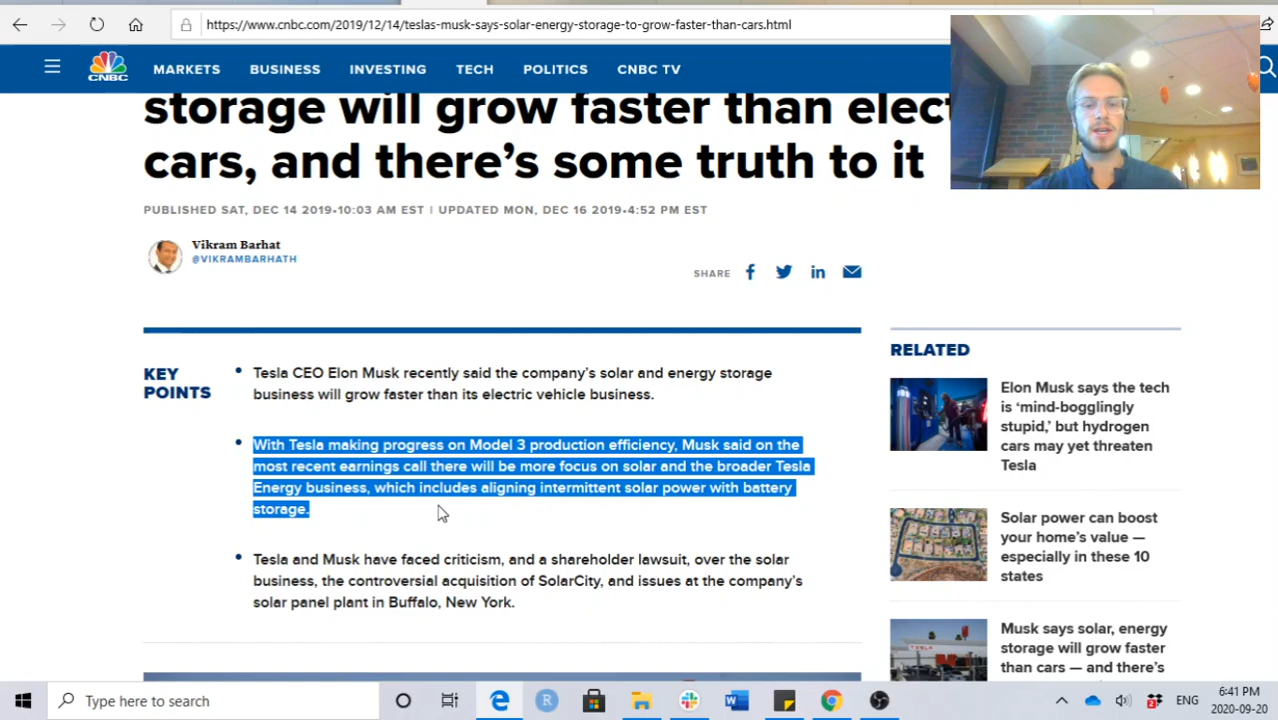 https://www.cnbc.com/2019/12/14/teslas-musk-says-solar-energy-storage-to-grow-faster-than-cars.html
CNBC
MARKETS
BUSINESS
INVESTING
TECH
POLITICS
CNBC TV
storage will grow faster than elect
cars, and there's some truth to it
PUBLISHED SAT, DEC 14 2019•10:03 AM EST | UPDATED MON, DEC 16 2019•4:52 PM EST
Vikram Barhat
@VIKRAMBARHATH
SHARE
KEY
POINTS
Tesla CEO Elon Musk recently said the company's solar and energy storage
business will grow faster than its electric vehicle business.
With Tesla making progress on Model 3 production efficiency, Musk said on the
most recent earnings call there will be more focus on solar and the broader Tesla
Energy business, which includes aligning intermittent solar power with battery
storage.
Tesla and Musk have faced criticism, and a shareholder lawsuit, over the solar
business, the controversial acquisition of SolarCity, and issues at the company's
solar panel plant in Buffalo, New York.
RELATED
Elon Musk says the tech
is 'mind-bogglingly
stupid,' but hydrogen
cars may yet threaten
Tesla
Solar power can boost
your home's value —
especially in these 10
states
TESLA
Musk says solar, energy
storage will grow faster
than cars — and there's
Type here to search
R
W
ENG
6:41 PM
2020-09-20